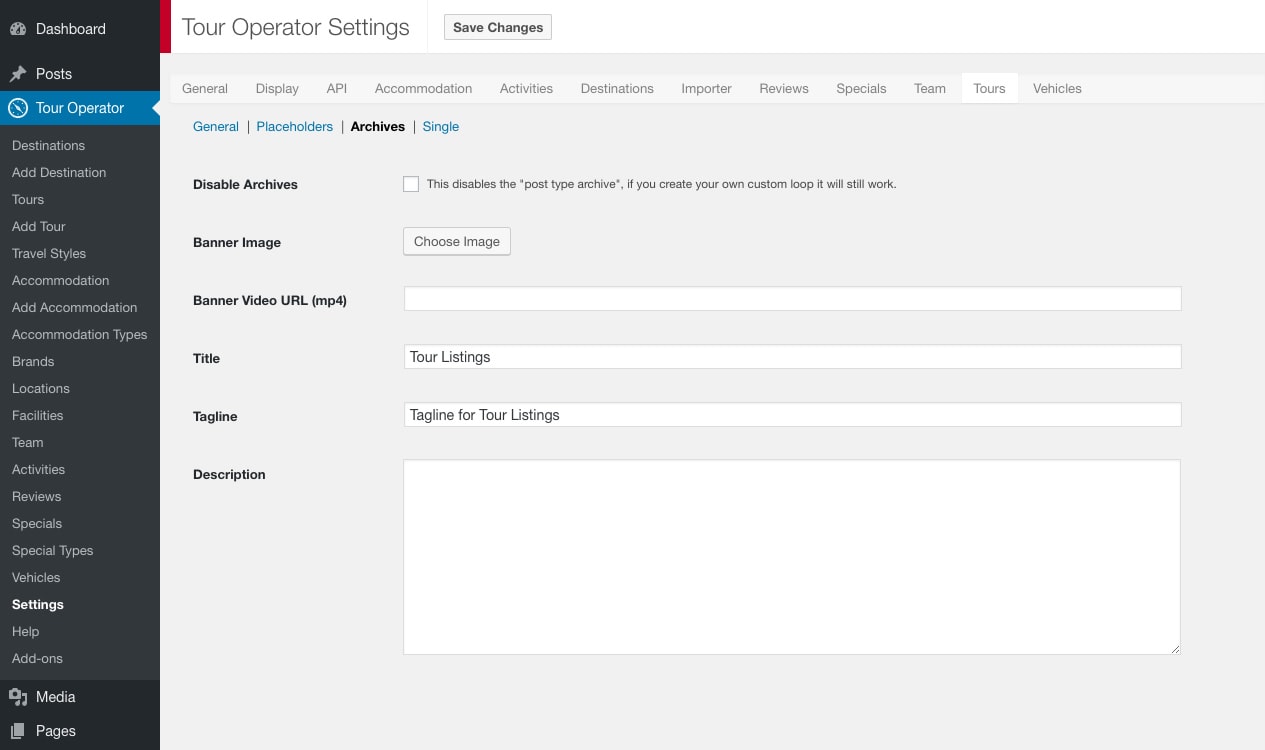 Dashboard
Posts
Tour Operator
Destinations
Add Destination
Tours
Add Tour
Travel Styles
Accommodation
Add Accommodation
Accommodation Types
Brands
Locations
Facilities
Team
Activities
Reviews
Specials
Special Types
Vehicles
Settings
Help
Add-ons
Media
Pages
Tour Operator Settings Save Changes
General Display API Accommodation Activities Destinations Importer Reviews Specials Team Tours Vehicles
General | Placeholders | Archives | Single
Disable Archives This disables the "post type archive", if you create your own custom loop it will still work.
Banner Image Choose Image
Banner Video URL (mp4)
Title Tour Listings
Tagline Tagline for Tour Listings
Description